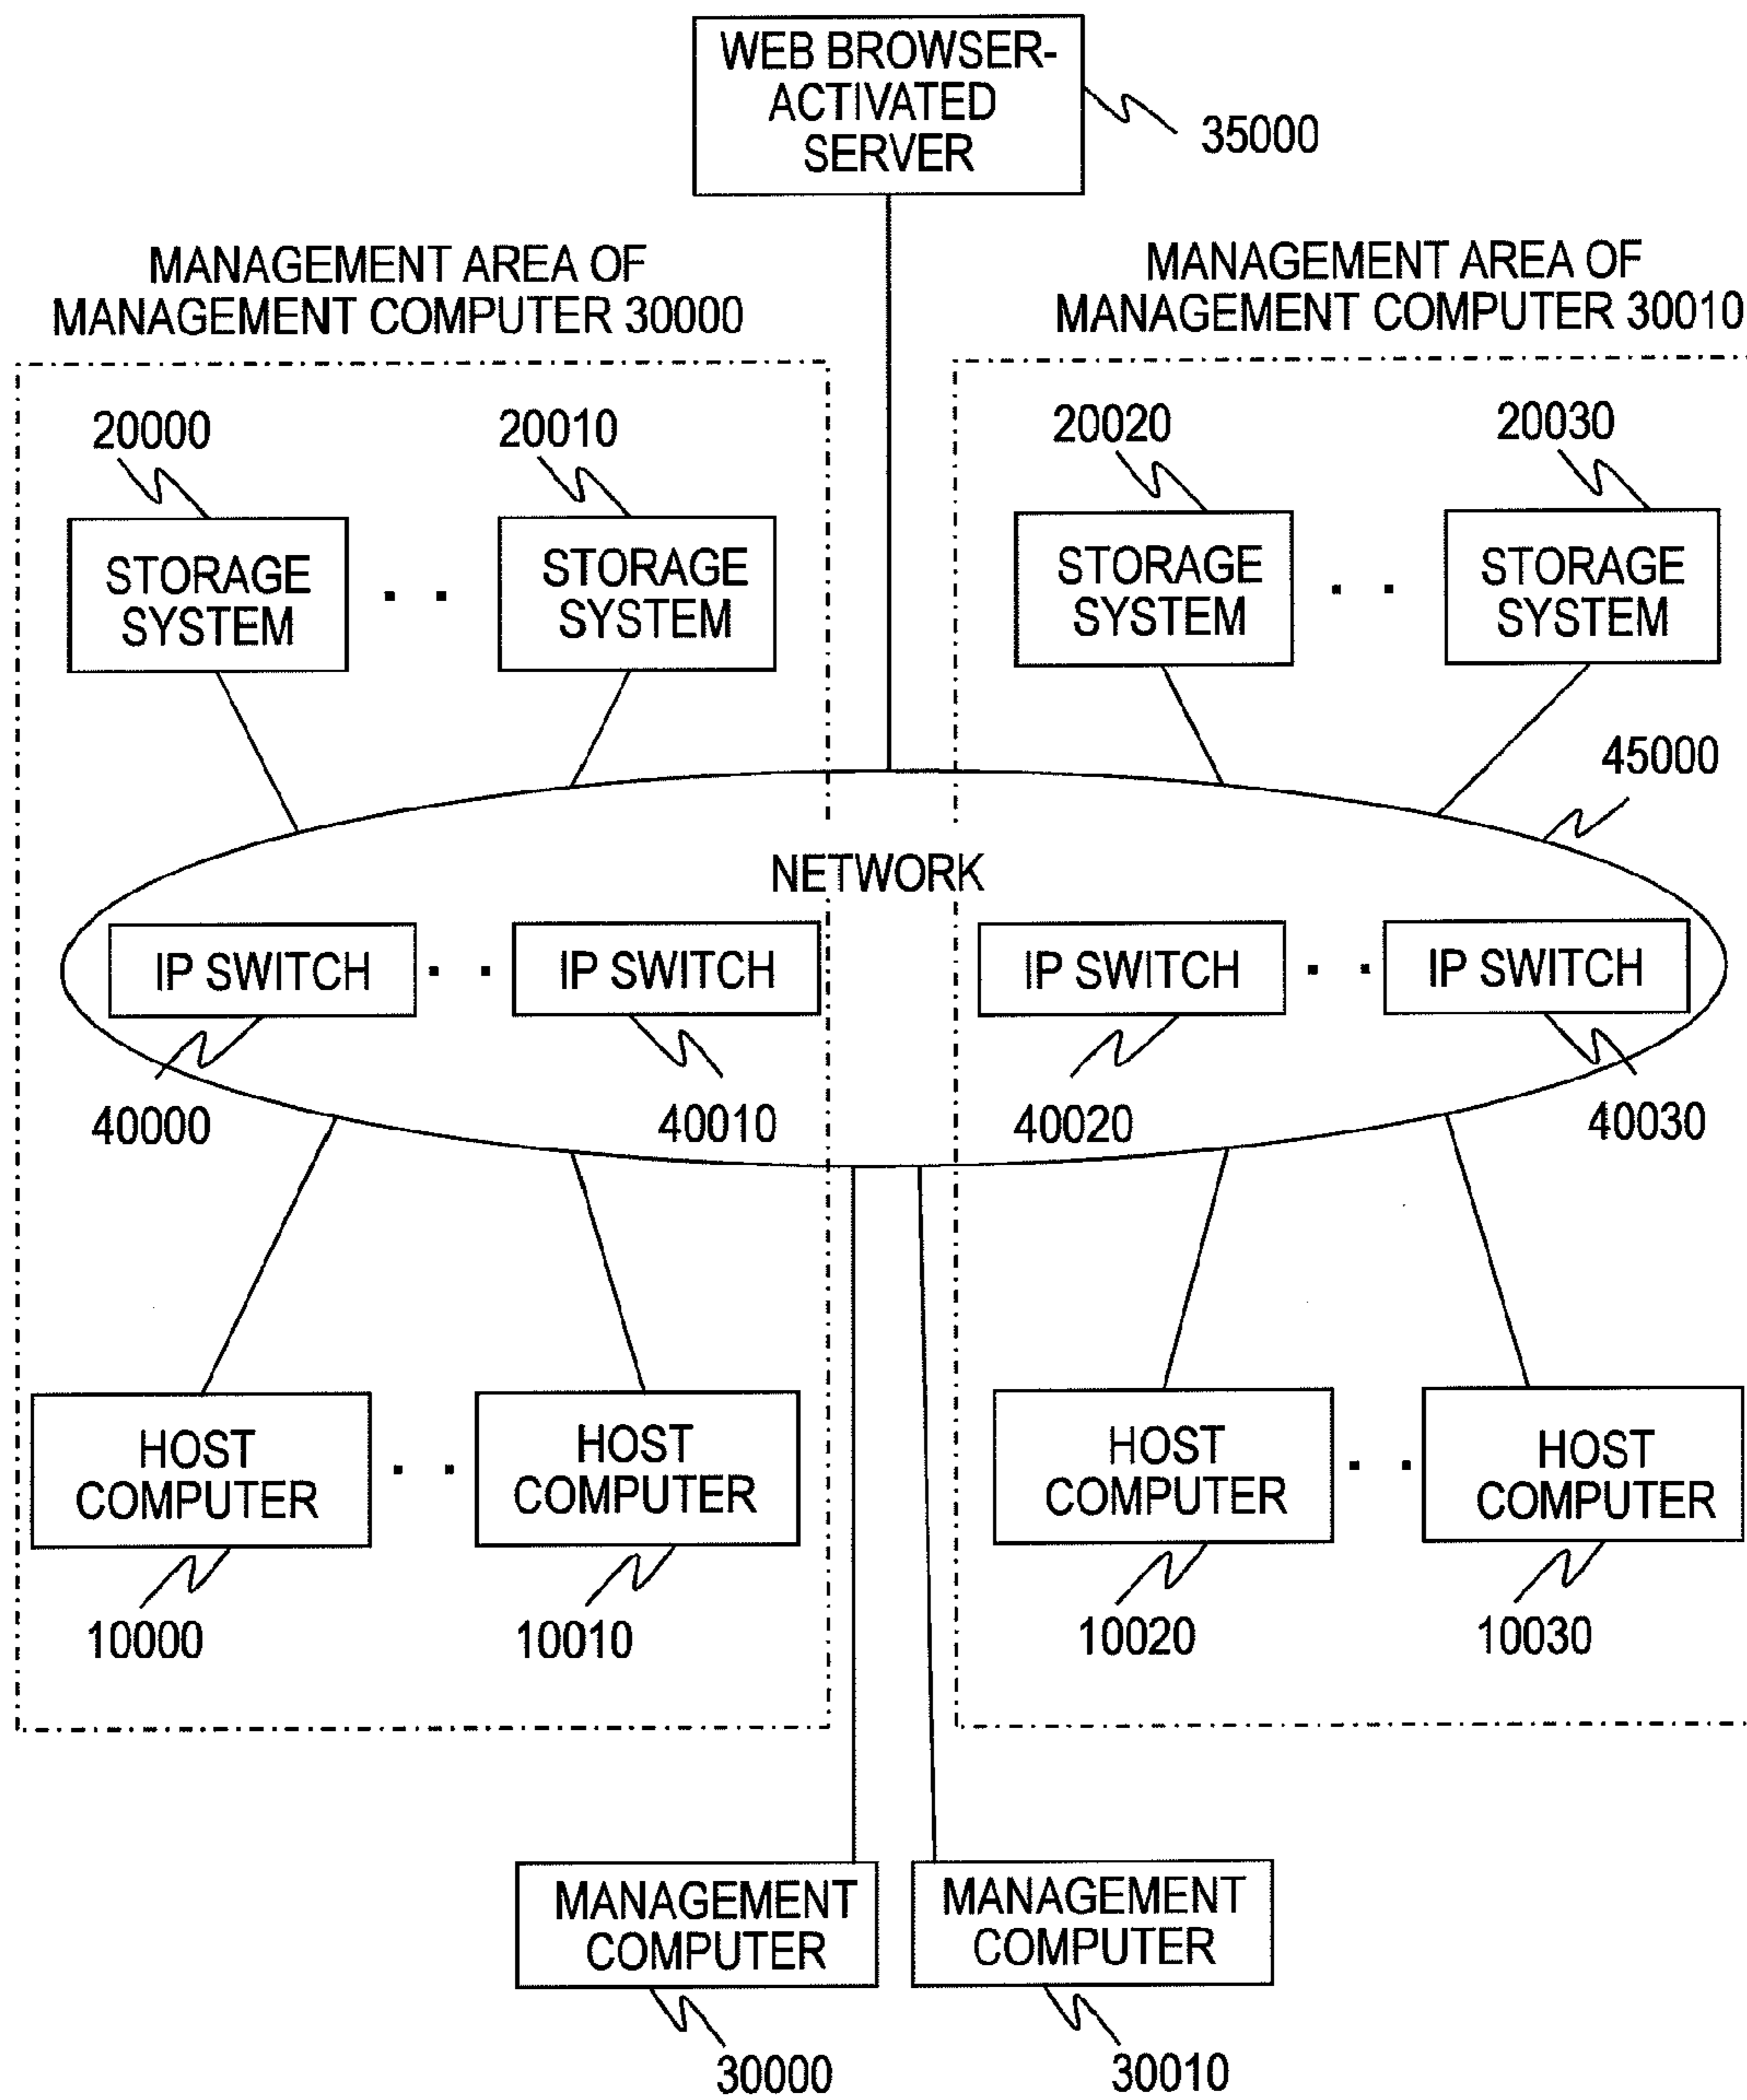 WEB BROWSER-
ACTIVATED
SERVER
35000
MANAGEMENT AREA OF
MANAGEMENT COMPUTER 30000
MANAGEMENT AREA OF
MANAGEMENT COMPUTER 30010
20000
20010
20020
20030
STORAGE
SYSTEM
STORAGE
SYSTEM
STORAGE
SYSTEM
STORAGE
SYSTEM
45000
NETWORK
IP SWITCH
IP SWITCH
IP SWITCH
IP SWITCH
40000
40010
40020
40030
HOST
COMPUTER
HOST
COMPUTER
HOST
COMPUTER
HOST
COMPUTER
10000
10010
10020
10030
MANAGEMENT
COMPUTER
MANAGEMENT
COMPUTER
30000
30010